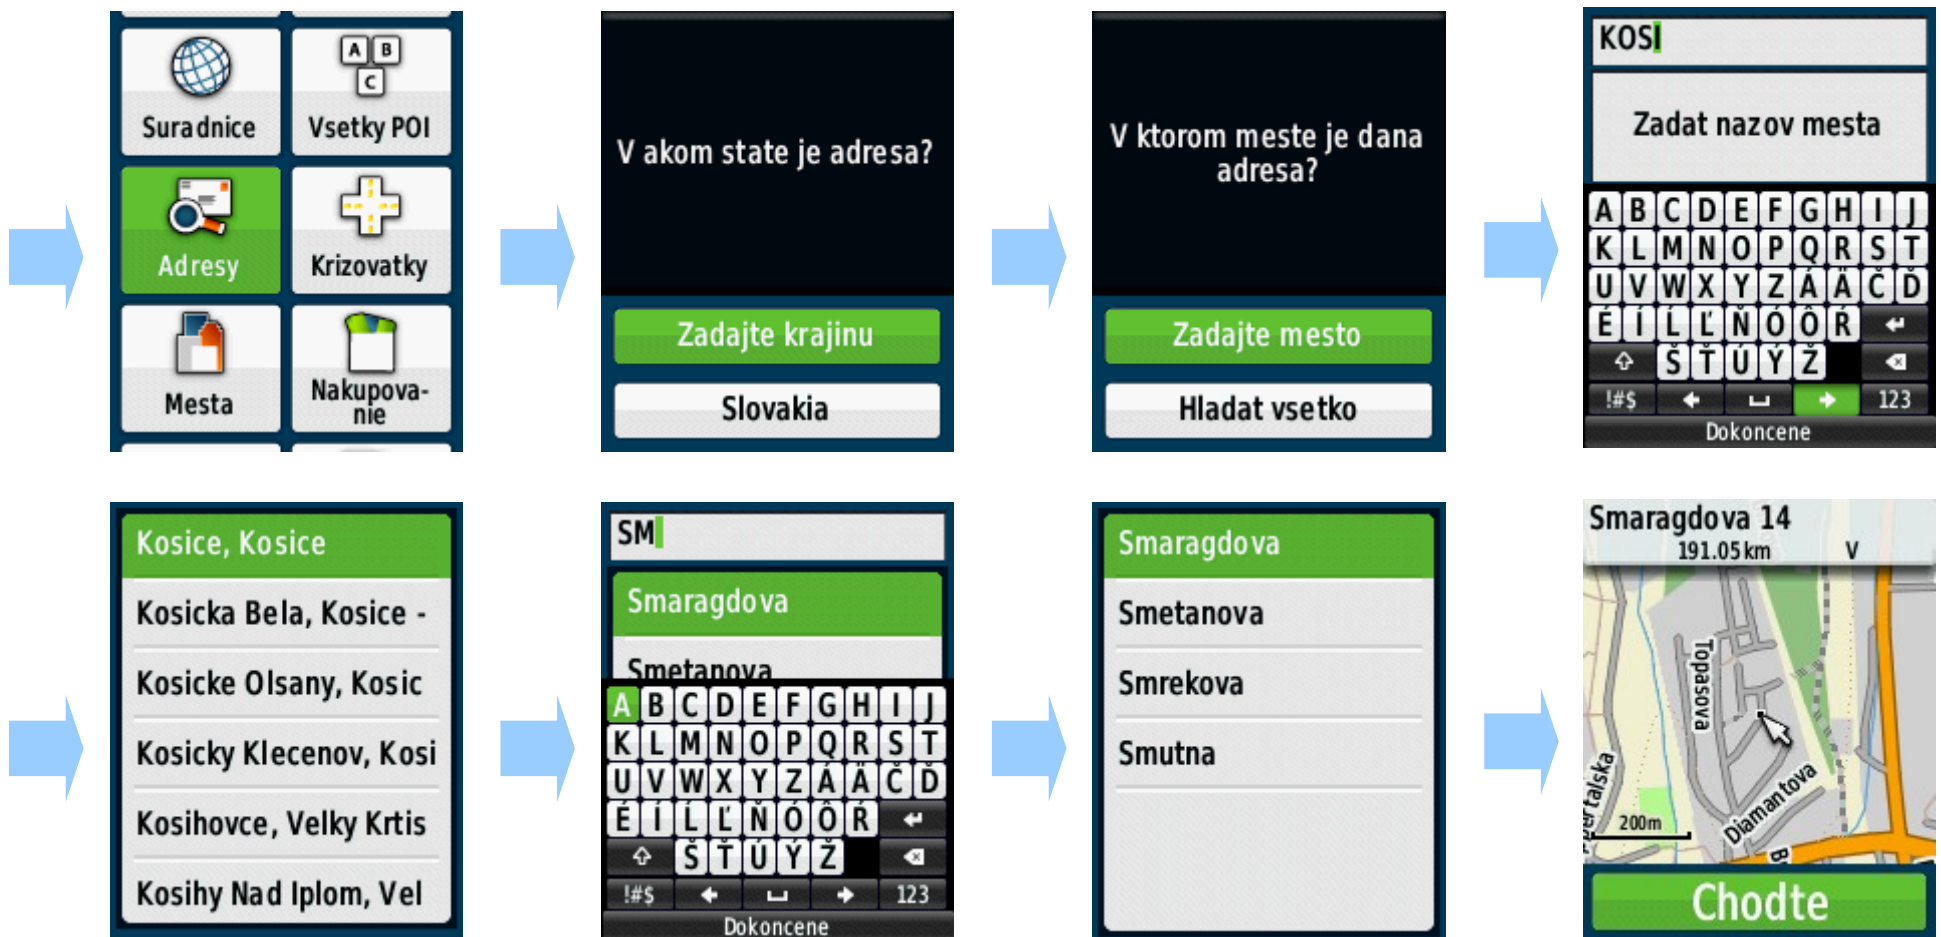 A B
C
Suradnice
Vsetky POI
Adresy
Krizovatky
Mesta
Nakupova-
nie
V akom state je adresa?
Zadajte krajinu
Slovakia
V ktorom meste je dana
adresa?
Zadajte mesto
Hladat vsetko
KOSI
Zadat nazov mesta
A B C D E F G H I J
K L M N O P Q R S T
U V W X Y Z Á Ä Č Ď
É Í Ĺ Ľ Ň Ó Ô Ŕ
Š Ť Ú Ý Ž
!#$ 123
Dokoncene
Kosice, Kosice
Kosicka Bela, Kosice -
Kosicke Olsany, Kosic
Kosicky Klecenov, Kosi
Kosihovce, Velky Krtis
Kosihy Nad Iplom, Vel
SM
Smaragdova
Smetanova
A B C D E F G H I J
K L M N O P Q R S T
U V W X Y Z Á Ä Č Ď
É Í Ĺ Ľ Ň Ó Ô Ŕ
Š Ť Ú Ý Ž
!#$ 123
Dokoncene
Smaragdova
Smetanova
Smrekova
Smutna
Smaragdova 14
191.05km V
Topasova
Diamantova
200m
Chodte